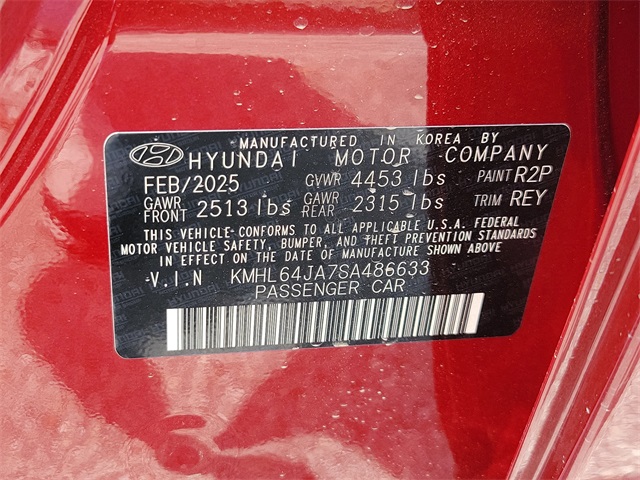 MANUFACTURED IN KOREA BY
HYUNDAI MOTOR COMPANY
FEB/2025 GVWR 4453 lbs PAINT R2P
GAWR FRONT 2513 lbs GAWR REAR 2315 lbs TRIM REY
THIS VEHICLE CONFORMS TO ALL APPLICABLE U.S.A. FEDERAL
MOTOR VEHICLE SAFETY, BUMPER, AND THEFT PREVENTION STANDARDS
IN EFFECT ON THE DATE OF MANUFACTURE SHOWN ABOVE
V.I.N KMHL64JA7SA486633
PASSENGER CAR